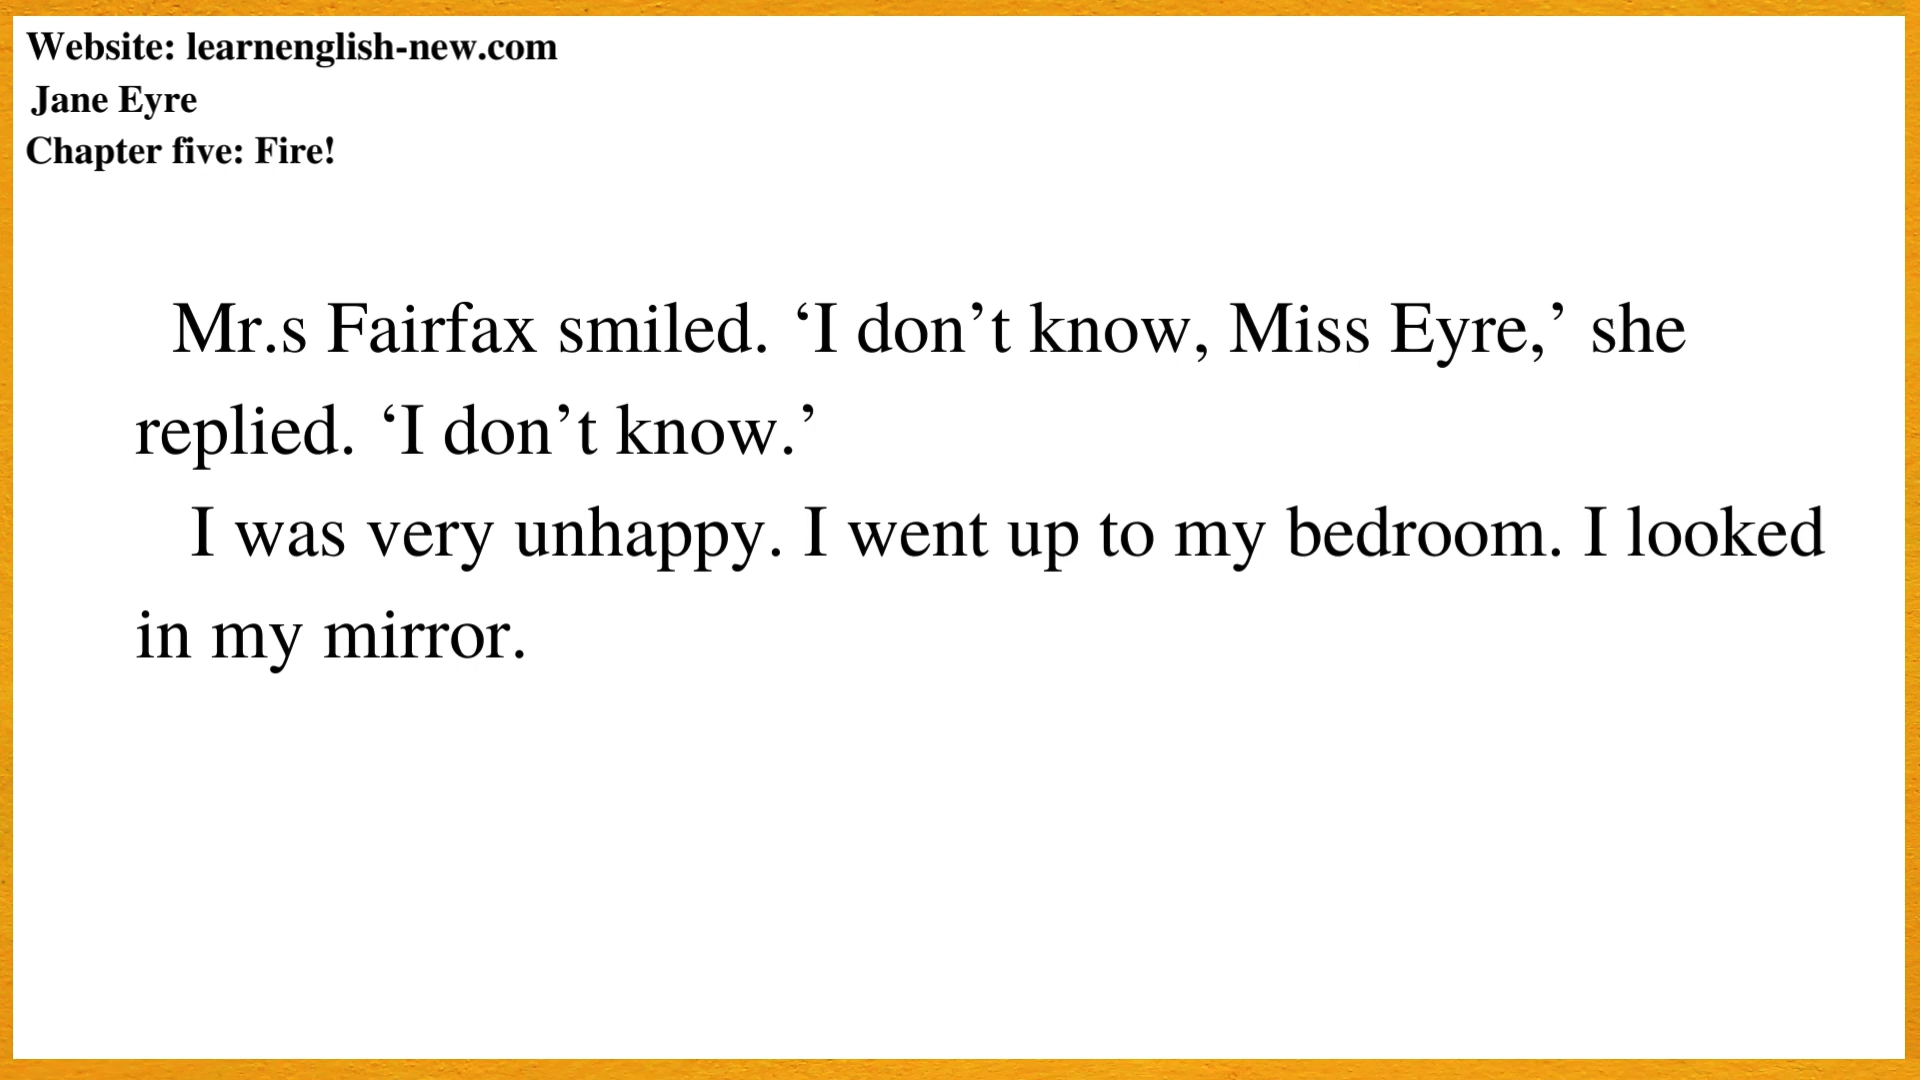 Website: learnenglish-new.com
Jane Eyre
Chapter five: Fire!
Mr.s Fairfax smiled. ‘I don’t know, Miss Eyre,’ she
replied. ‘I don’t know.’
I was very unhappy. I went up to my bedroom. I looked
in my mirror.